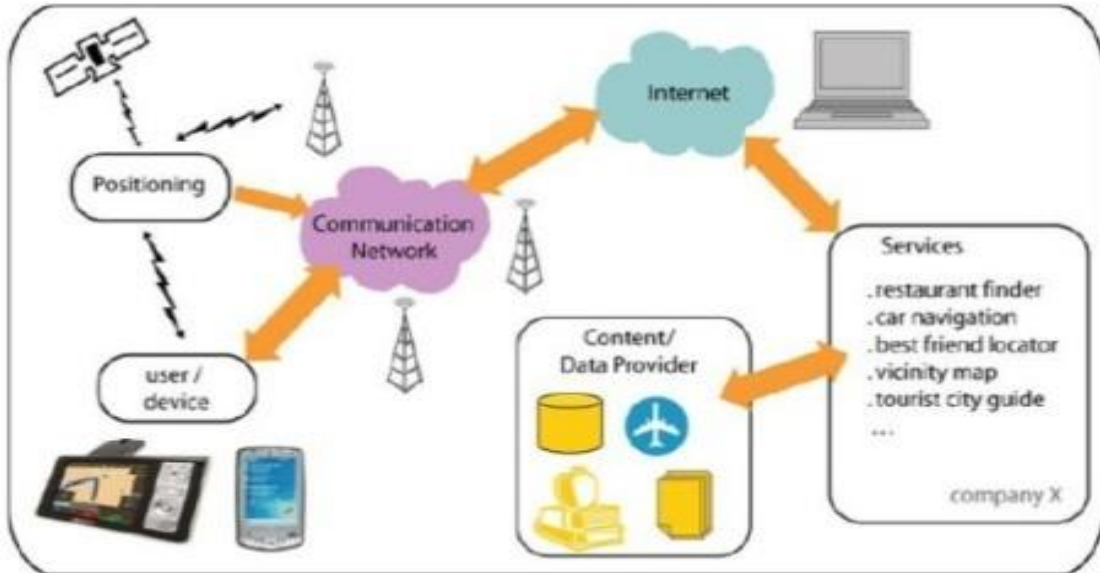 Internet
Positioning
Communication
Network
Services
.restaurant finder
.car navigation
.best friend locator
.vicinity map
.tourist city guide
...
company X
Content/
Data Provider
user /
device